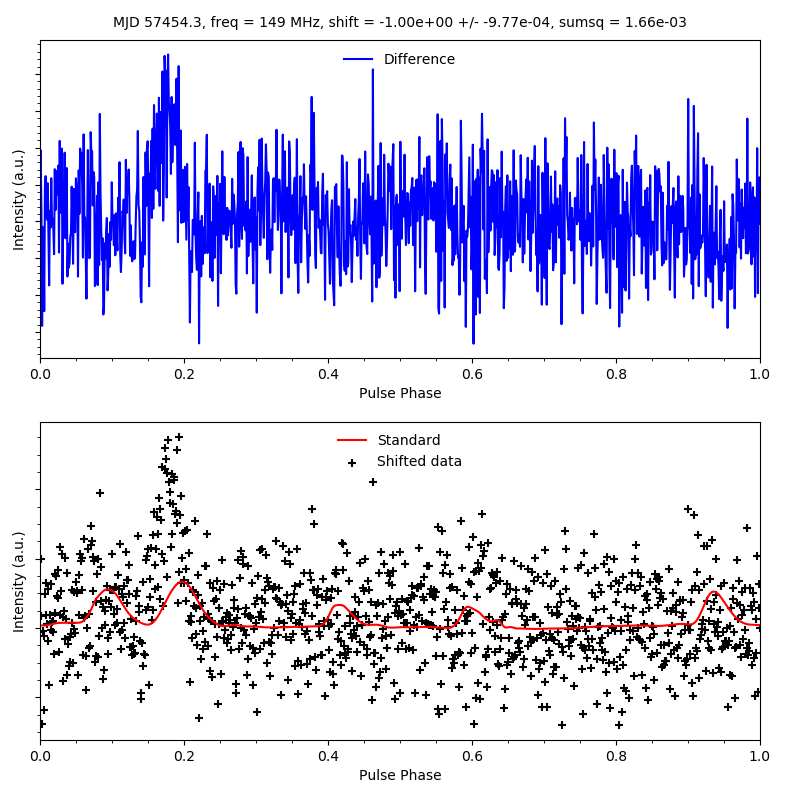 MJD 57454.3, freq = 149 MHz, shift = -1.00e+00 +/- -9.77e-04, sumsq = 1.66e-03
Difference
Intensity (a.u.)
0.0 0.2 0.4 0.6 0.8 1.0
Pulse Phase
Standard
Shifted data
Intensity (a.u.)
0.0 0.2 0.4 0.6 0.8 1.0
Pulse Phase